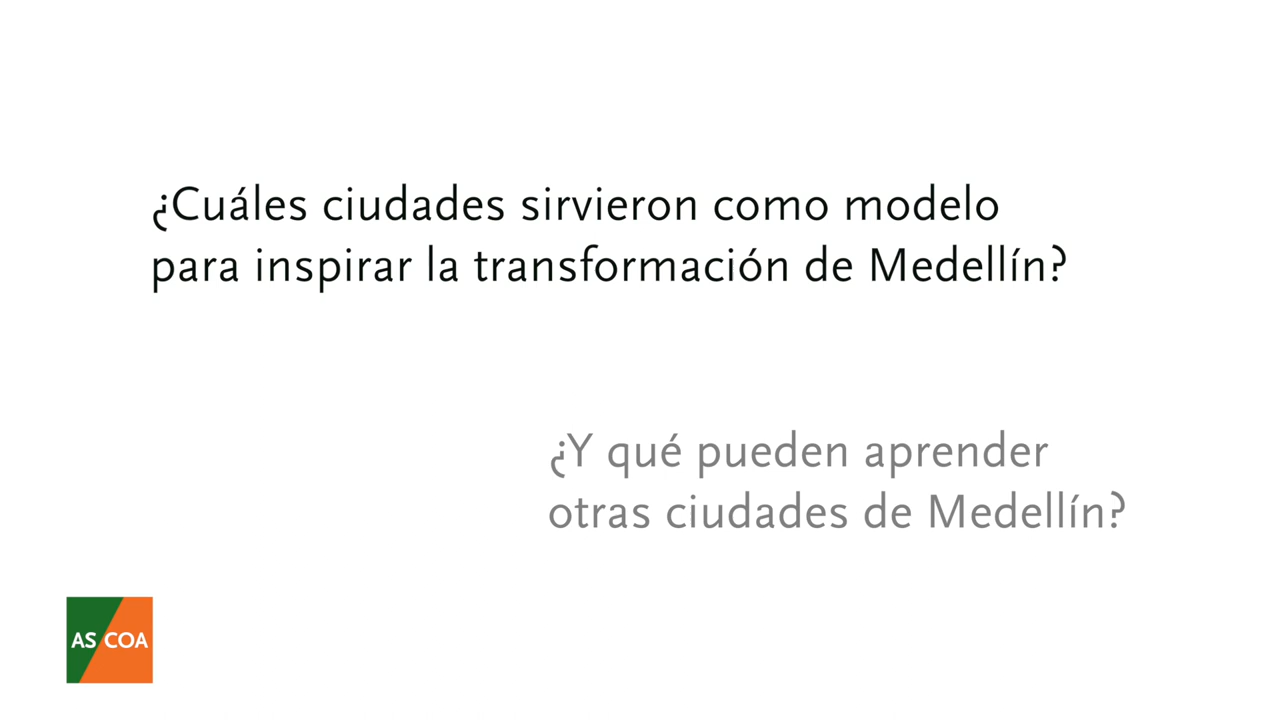 ¿Cuáles ciudades sirvieron como modelo
para inspirar la transformación de Medellín?
¿Y qué pueden aprender
otras ciudades de Medellín?
AS COA